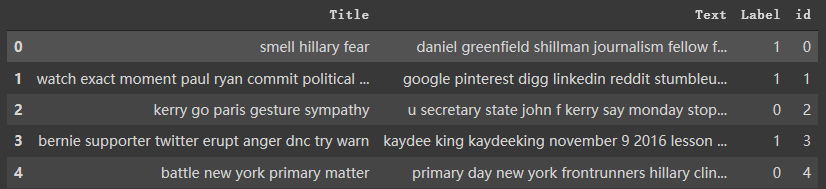 Title Text Label id
0 smell hillary fear daniel greenfield shillman journalism fellow f... 1 0
1 watch exact moment paul ryan commit political ... google pinterest digg linkedin reddit stumbleu... 1 1
2 kerry go paris gesture sympathy u secretary state john f kerry say monday stop... 0 2
3 bernie supporter twitter erupt anger dnc try warn kaydee king kaydeeking november 9 2016 lesson ... 1 3
4 battle new york primary matter primary day new york frontrunners hillary clin... 0 4